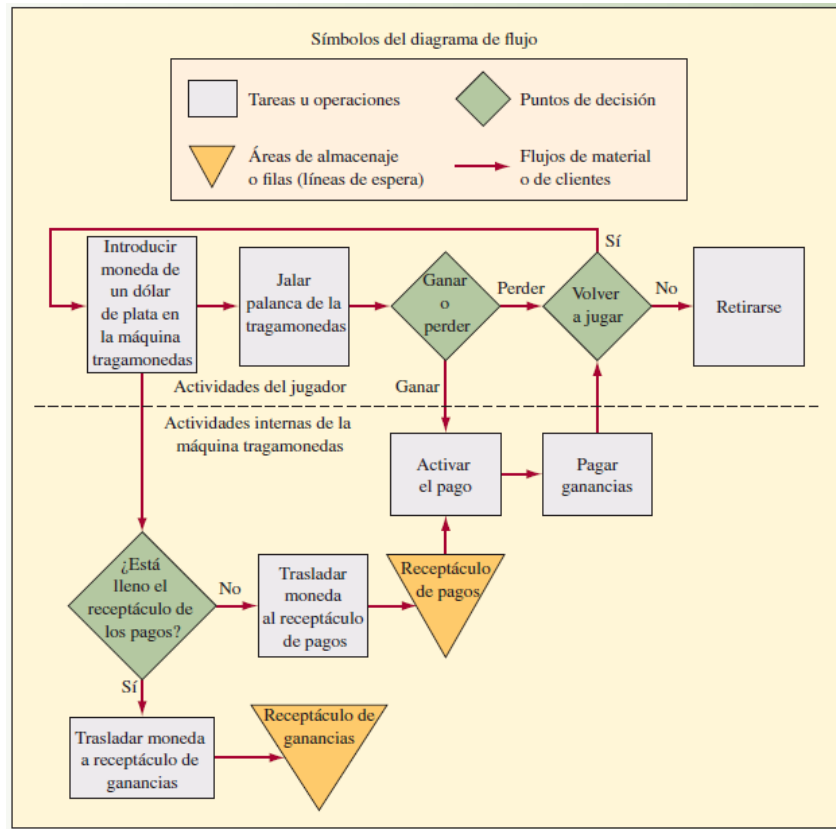 Símbolos del diagrama de flujo
Tareas u operaciones
Puntos de decisión
Áreas de almacenaje
o filas (líneas de espera)
Flujos de material
o de clientes
Introducir
moneda de
un dólar
de plata en
la máquina
tragamonedas
Jalar
palanca de la
tragamonedas
Ganar
o
perder
Perder
Sí
Volver
a jugar
No
Retirarse
Actividades del jugador
Ganar
Actividades internas de la
máquina tragamonedas
Activar
el pago
Pagar
ganancias
¿Está
lleno el
receptáculo de
los pagos?
No
Trasladar
moneda
al receptáculo
de pagos
Receptáculo
de pagos
Sí
Trasladar moneda
a receptáculo de
ganancias
Receptáculo de
ganancias